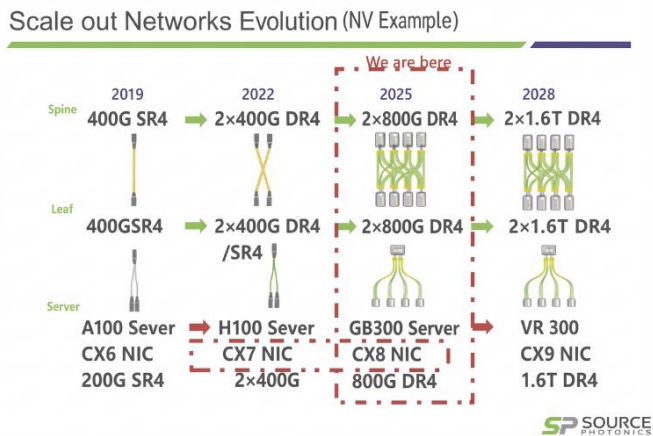 Scale out Networks Evolution (NV Example)
We are here
2019 2022 2025 2028
Spine 400G SR4 2×400G DR4 2×800G DR4 2×1.6T DR4
Leaf 400GSR4 2×400G DR4 2×800G DR4 2×1.6T DR4
/SR4
Server
A100 Sever H100 Sever GB300 Server VR 300
CX6 NIC CX7 NIC CX8 NIC CX9 NIC
200G SR4 2×400G 800G DR4 1.6T DR4
SP SOURCE
PHOTONICS